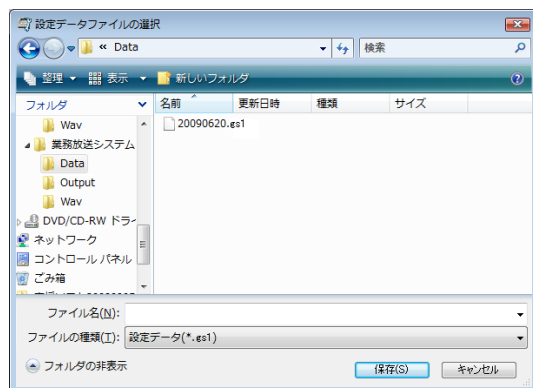 設定データファイルの選択
« Data
検索
整理 表示 新しいフォルダ
フォルダ
名前 更新日時 種類 サイズ
Wav
20090620.gs1
業務放送システム
Data
Output
Wav
DVD/CD-RW ドラ
ネットワーク
コントロール パネル
ごみ箱
ファイル名(N):
ファイルの種類(T): 設定データ(*.gs1)
フォルダの非表示
保存(S) キャンセル